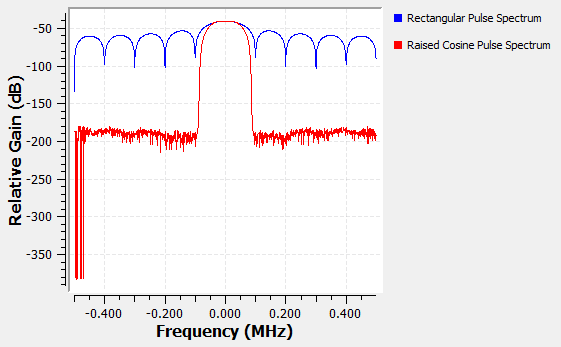 Rectangular Pulse Spectrum
Raised Cosine Pulse Spectrum
Relative Gain (dB)
-50
-100
-150
-200
-250
-300
-350
-0.400 -0.200 0.000 0.200 0.400
Frequency (MHz)